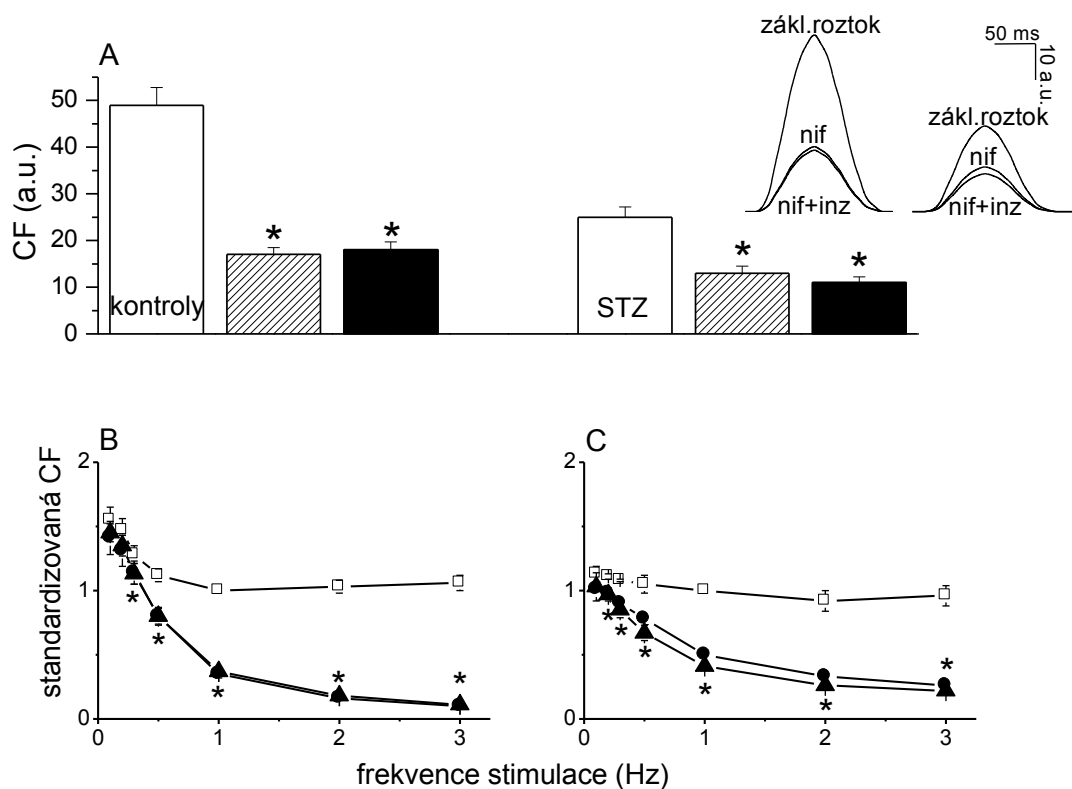 A
zákl.roztok
50 ms
10 a.u.
nif
nif+inz
zákl.roztok
nif
nif+inz
CF (a.u.)
50
40
30
20
10
0
*
*
*
*
kontroly
STZ
B
C
standardizovaná CF
2
1
0
*
*
*
*
*
0
1
2
3
2
1
0
*
*
*
*
*
*
0
1
2
3
frekvence stimulace (Hz)